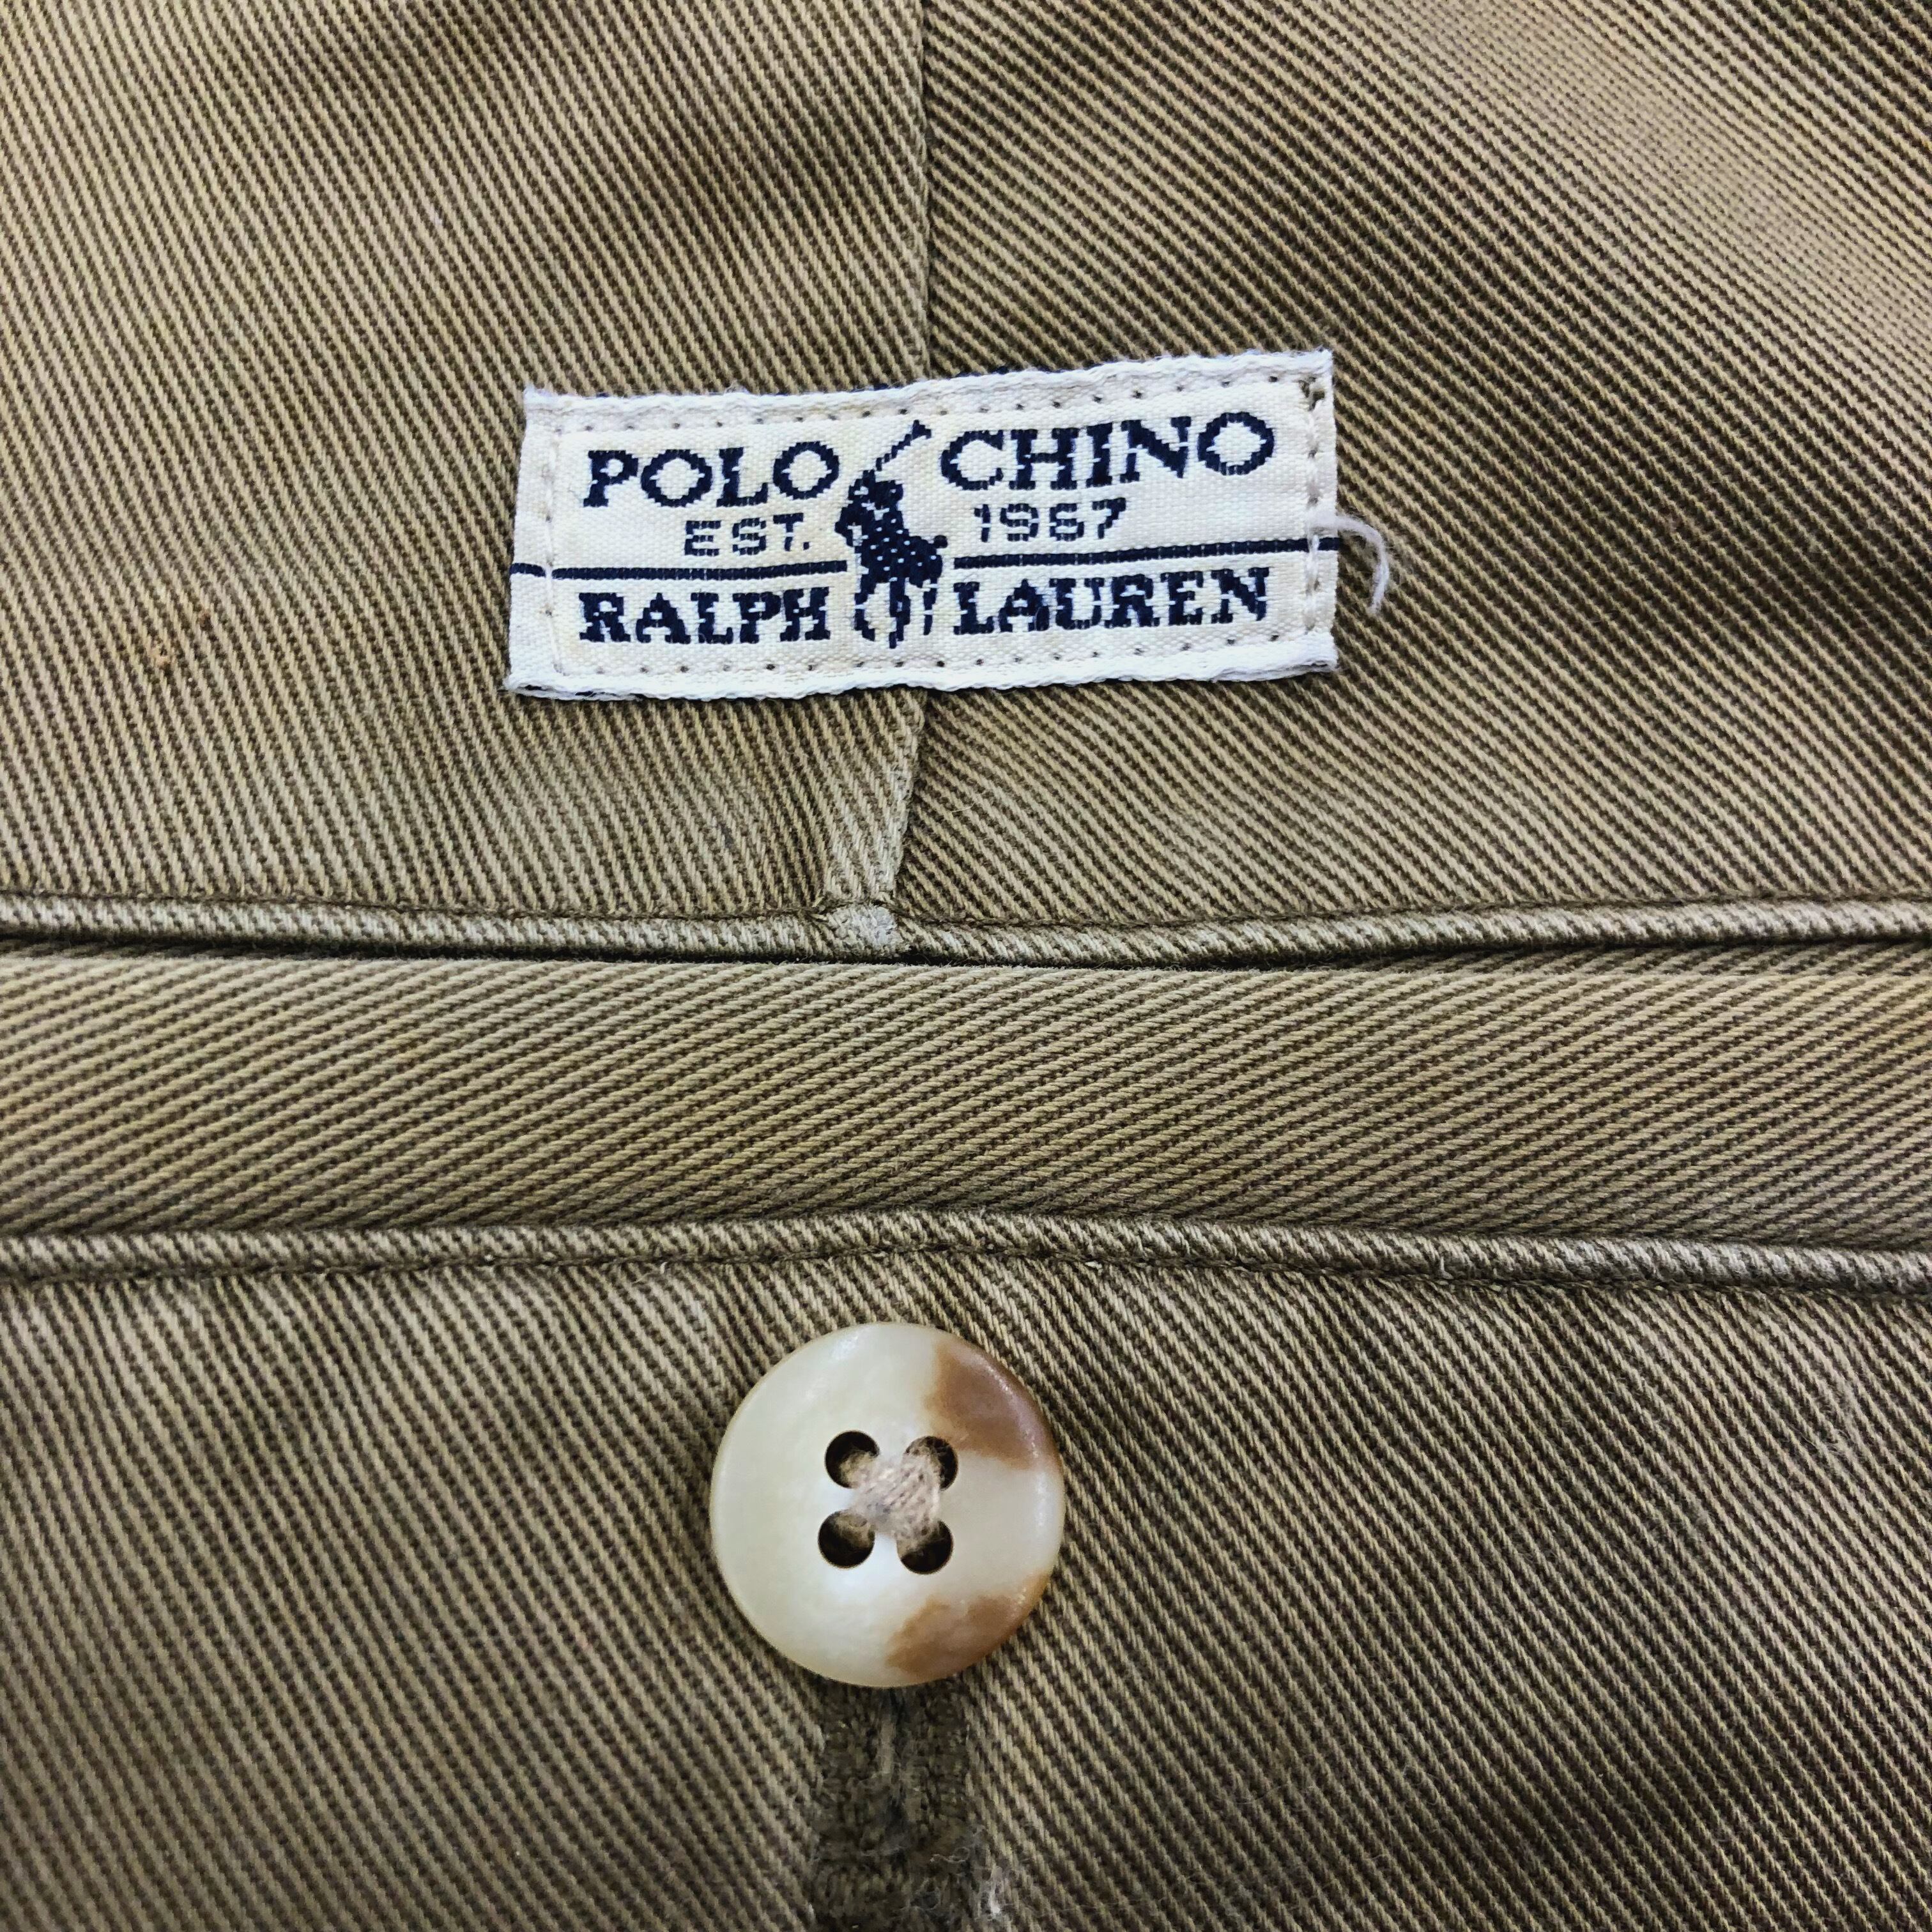 POLO CHINO
EST. 1967
RALPH LAUREN